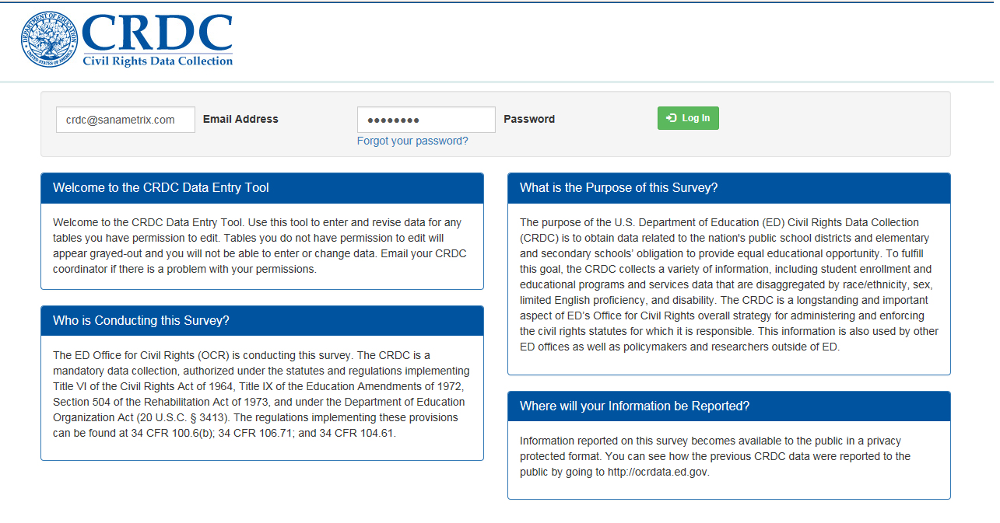 DEPARTMENT OF EDUCATION
UNITED STATES OF AMERICA
CRDC
Civil Rights Data Collection
crdc@sanametrix.com Email Address ●●●●●●●● Password Log In
Forgot your password?
Welcome to the CRDC Data Entry Tool
Welcome to the CRDC Data Entry Tool. Use this tool to enter and revise data for any
tables you have permission to edit. Tables you do not have permission to edit will
appear grayed-out and you will not be able to enter or change data. Email your CRDC
coordinator if there is a problem with your permissions.
Who is Conducting this Survey?
The ED Office for Civil Rights (OCR) is conducting this survey. The CRDC is a
mandatory data collection, authorized under the statutes and regulations implementing
Title VI of the Civil Rights Act of 1964, Title IX of the Education Amendments of 1972,
Section 504 of the Rehabilitation Act of 1973, and under the Department of Education
Organization Act (20 U.S.C. § 3413). The regulations implementing these provisions
can be found at 34 CFR 100.6(b); 34 CFR 106.71; and 34 CFR 104.61.
What is the Purpose of this Survey?
The purpose of the U.S. Department of Education (ED) Civil Rights Data Collection
(CRDC) is to obtain data related to the nation's public school districts and elementary
and secondary schools’ obligation to provide equal educational opportunity. To fulfill
this goal, the CRDC collects a variety of information, including student enrollment and
educational programs and services data that are disaggregated by race/ethnicity, sex,
limited English proficiency, and disability. The CRDC is a longstanding and important
aspect of ED’s Office for Civil Rights overall strategy for administering and enforcing
the civil rights statutes for which it is responsible. This information is also used by other
ED offices as well as policymakers and researchers outside of ED.
Where will your Information be Reported?
Information reported on this survey becomes available to the public in a privacy
protected format. You can see how the previous CRDC data were reported to the
public by going to http://ocrdata.ed.gov.